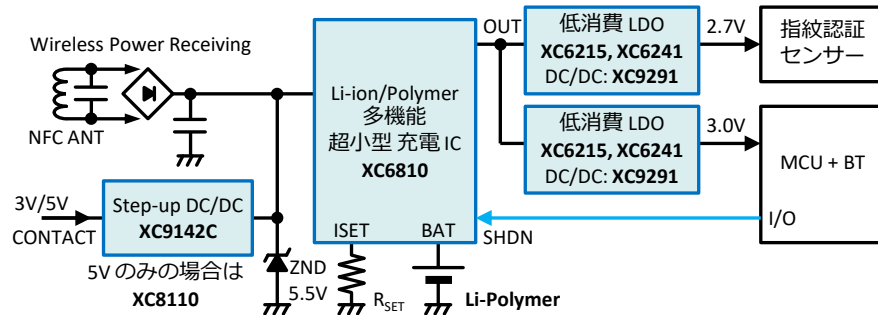 Wireless Power Receiving
NFC ANT
3V/5V
CONTACT
Step-up DC/DC
XC9142C
5V のみの場合は
XC8110
ZND
5.5V
Li-ion/Polymer
多機能
超小型 充電 IC
XC6810
ISET
BAT
RSET
Li-Polymer
OUT
SHDN
低消費 LDO
XC6215, XC6241
DC/DC: XC9291
2.7V
指紋認証
センサー
低消費 LDO
XC6215, XC6241
DC/DC: XC9291
3.0V
MCU + BT
I/O